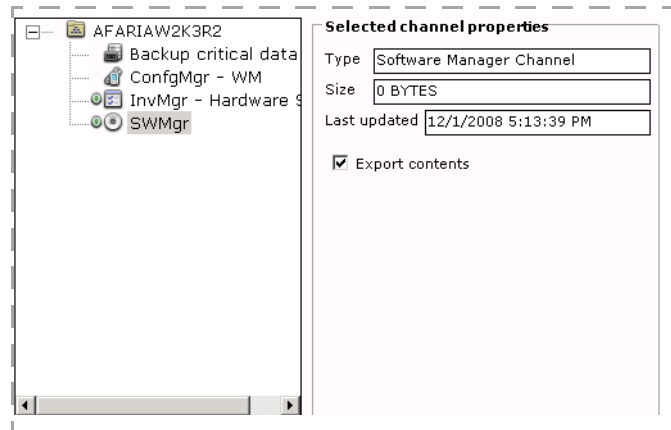 AFARIAW2K3R2
Backup critical data
ConfgMgr - WM
InvMgr - Hardware
SWMgr
Selected channel properties
Type Software Manager Channel
Size 0 BYTES
Last updated 12/1/2008 5:13:39 PM
Export contents